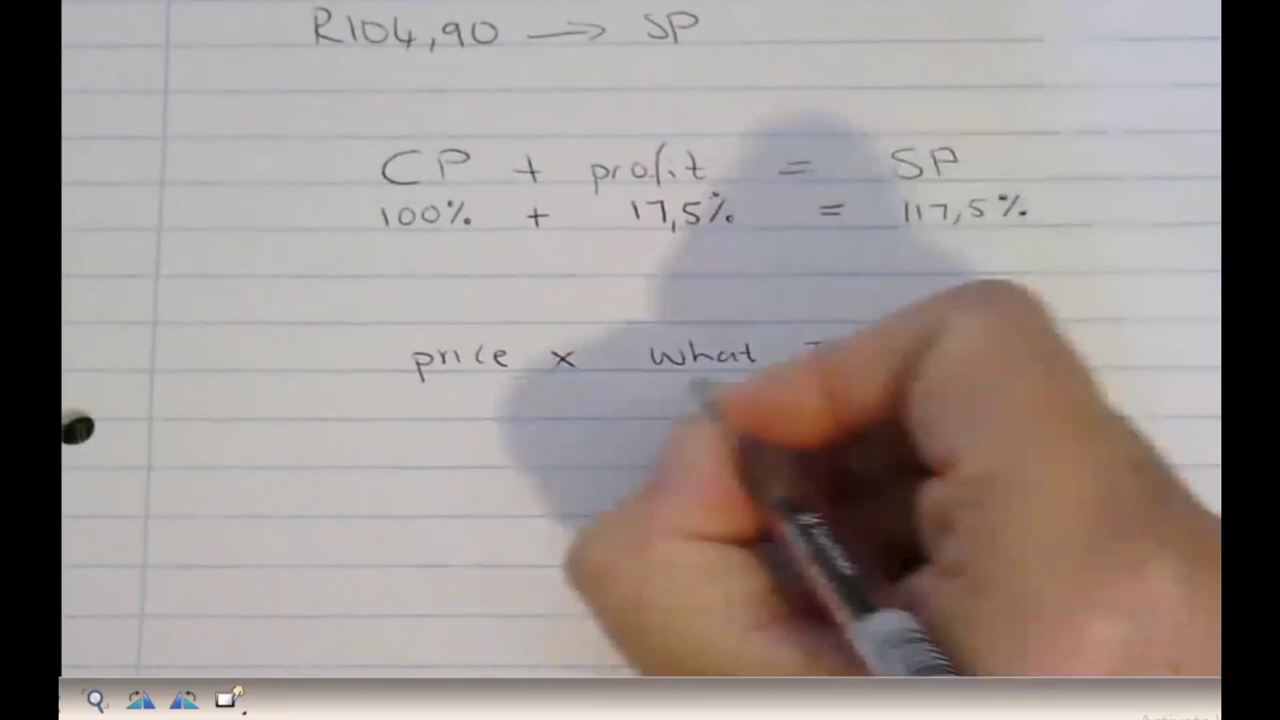 R104,90 → SP
CP + profit = SP
100% + 17,5% = 117,5%
price x what